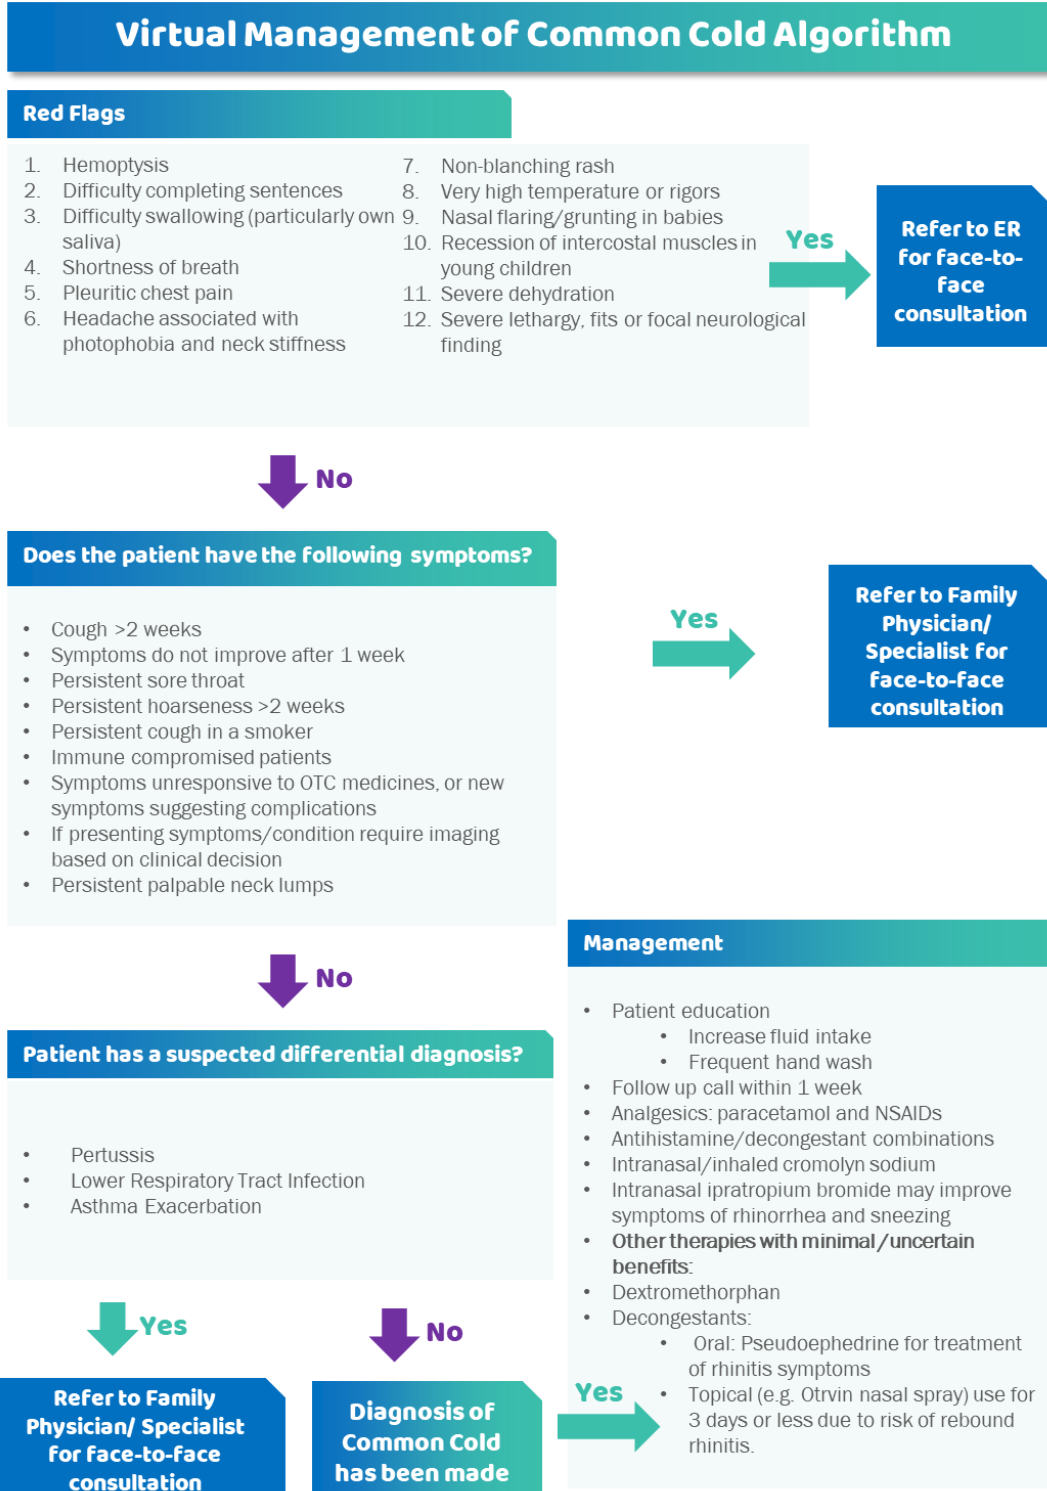 Virtual Management of Common Cold Algorithm
Red Flags
1. Hemoptysis
2. Difficulty completing sentences
3. Difficulty swallowing (particularly own
saliva)
4. Shortness of breath
5. Pleuritic chest pain
6. Headache associated with
photophobia and neck stiffness
7. Non-blanching rash
8. Very high temperature or rigors
9. Nasal flaring/grunting in babies
10. Recession of intercostal muscles in
young children
11. Severe dehydration
12. Severe lethargy, fits or focal neurological
finding
Yes
Refer to ER
for face-to-
face
consultation
No
Does the patient have the following symptoms?
• Cough >2 weeks
• Symptoms do not improve after 1 week
• Persistent sore throat
• Persistent hoarseness >2 weeks
• Persistent cough in a smoker
• Immune compromised patients
• Symptoms unresponsive to OTC medicines, or new
symptoms suggesting complications
• If presenting symptoms/condition require imaging
based on clinical decision
• Persistent palpable neck lumps
Yes
Refer to Family
Physician/
Specialist for
face-to-face
consultation
No
Patient has a suspected differential diagnosis?
• Pertussis
• Lower Respiratory Tract Infection
• Asthma Exacerbation
Yes
Refer to Family
Physician/ Specialist
for face-to-face
consultation
No
Diagnosis of
Common Cold
has been made
Yes
Management
• Patient education
• Increase fluid intake
• Frequent hand wash
• Follow up call within 1 week
• Analgesics: paracetamol and NSAIDs
• Antihistamine/decongestant combinations
• Intranasal/inhaled cromolyn sodium
• Intranasal ipratropium bromide may improve
symptoms of rhinorrhea and sneezing
• Other therapies with minimal/uncertain
benefits:
• Dextromethorphan
• Decongestants:
• Oral: Pseudoephedrine for treatment
of rhinitis symptoms
• Topical (e.g. Otrvin nasal spray) use for
3 days or less due to risk of rebound
rhinitis.